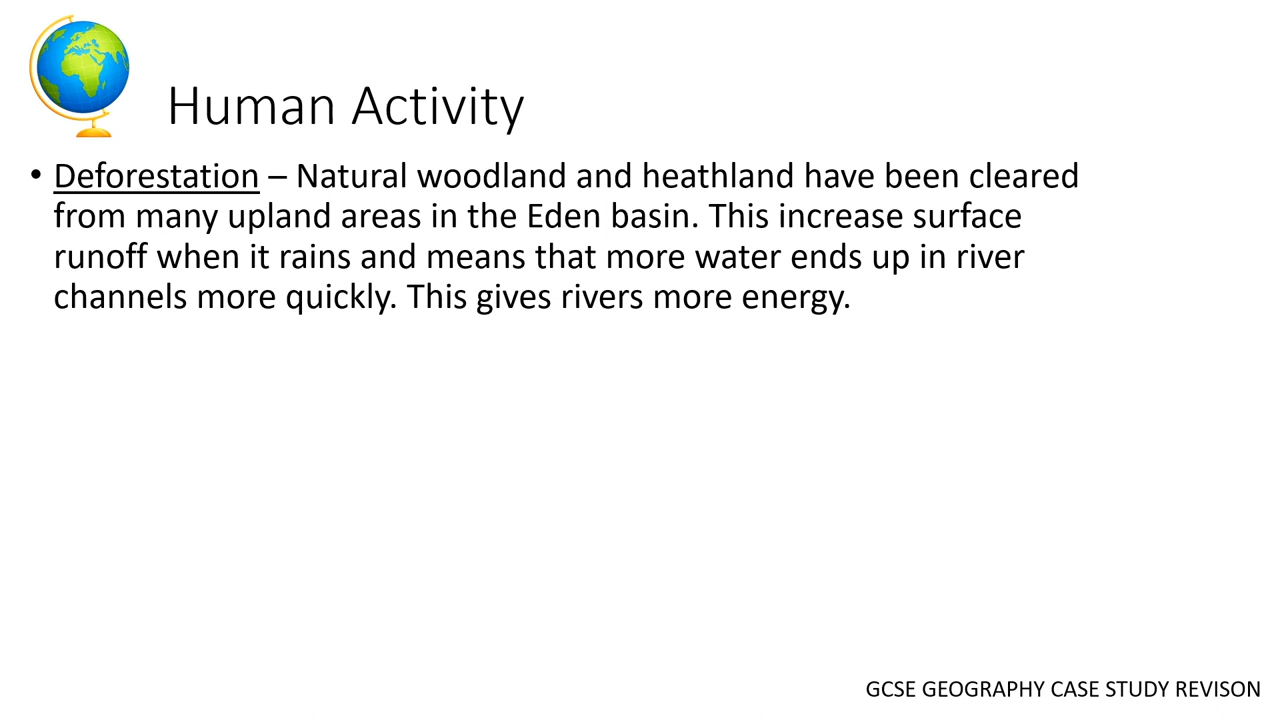 Human Activity
• Deforestation – Natural woodland and heathland have been cleared
from many upland areas in the Eden basin. This increase surface
runoff when it rains and means that more water ends up in river
channels more quickly. This gives rivers more energy.
GCSE GEOGRAPHY CASE STUDY REVISON